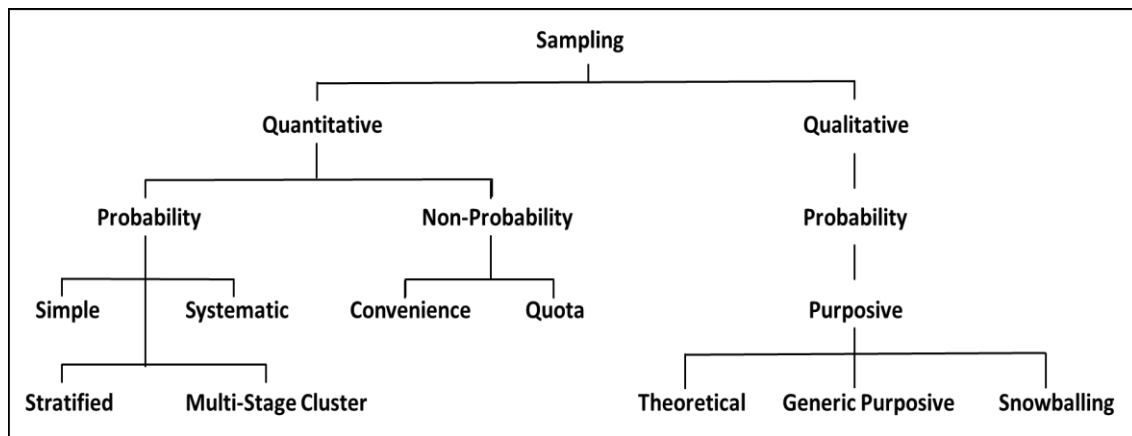 Sampling
Quantitative Qualitative
Probability Non-Probability Probability
Simple Systematic Convenience Quota Purposive
Stratified Multi-Stage Cluster Theoretical Generic Purposive Snowballing